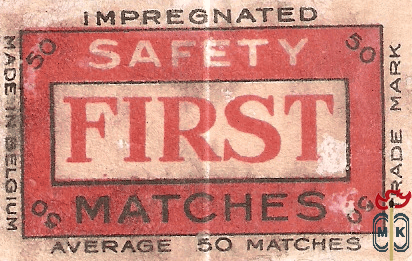 IMPREGNATED
SAFETY
50
50
MADE IN BELGIUM
FIRST
TRADE MARK
MATCHES
50
50
AVERAGE 50 MATCHES
M K